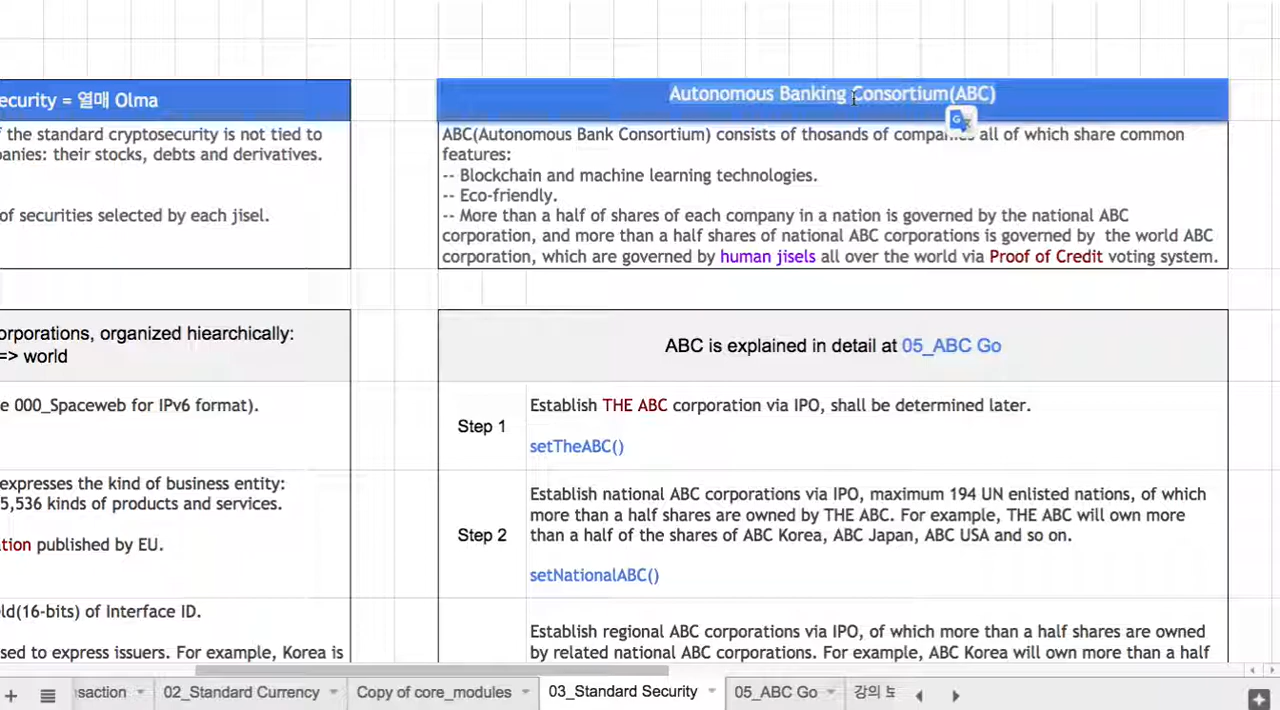 ecurity = 열매 Olma
f the standard cryptosecurity is not tied to
panies: their stocks, debts and derivatives.
of securities selected by each jisel.
orporations, organized hiearchically:
=> world
e 000_Spaceweb for IPv6 format).
expresses the kind of business entity:
5,536 kinds of products and services.
tion published by EU.
eld(16-bits) of Interface ID.
sed to express issuers. For example, Korea is
Autonomous Banking Consortium(ABC)
ABC(Autonomous Bank Consortium) consists of thosands of companies all of which share common
features:
-- Blockchain and machine learning technologies.
-- Eco-friendly.
-- More than a half of shares of each company in a nation is governed by the national ABC
corporation, and more than a half shares of national ABC corporations is governed by the world ABC
corporation, which are governed by human jisels all over the world via Proof of Credit voting system.
ABC is explained in detail at 05_ABC Go
Step 1
Establish THE ABC corporation via IPO, shall be determined later.
setTheABC()
Step 2
Establish national ABC corporations via IPO, maximum 194 UN enlisted nations, of which
more than a half shares are owned by THE ABC. For example, THE ABC will own more
than a half of the shares of ABC Korea, ABC Japan, ABC USA and so on.
setNationalABC()
Establish regional ABC corporations via IPO, of which more than a half shares are owned
by related national ABC corporations. For example, ABC Korea will own more than a half
nsaction 02_Standard Currency Copy of core_modules 03_Standard Security 05_ABC Go 강의